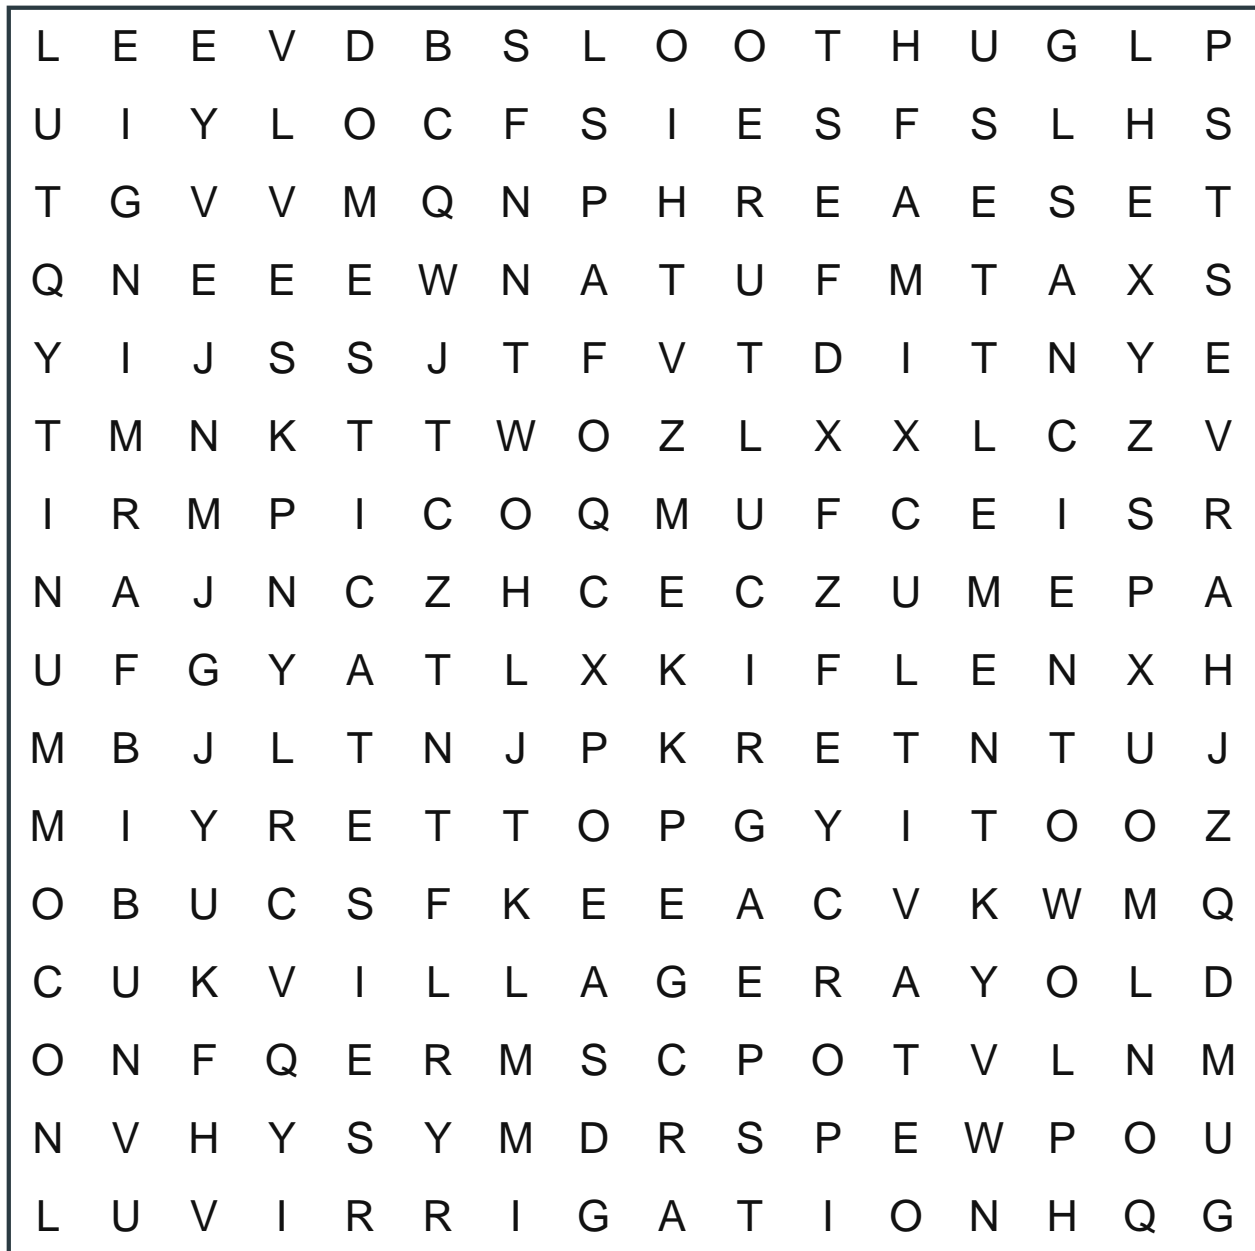 L E E V D B S L O O T H U G L P
U I Y L O C F S I E S F S L H S
T G V V M Q N P H R E A E S E T
Q N E E E W N A T U F M T A X S
Y I J S S J T F V T D I T N Y E
T M N K T T W O Z L X X L C Z V
I R M P I C O Q M U F C E I S R
N A J N C Z H C E C Z U M E P A
U F G Y A T L X K I F L E N X H
M B J L T N J P K R E T N T U J
M I Y R E T T O P G Y I T O O Z
O B U C S F K E E A C V K W M Q
C U K V I L L A G E R A Y O L D
O N F Q E R M S C P O T V L N M
N V H Y S Y M D R S P E W P O U
L U V I R R I G A T I O N H Q G